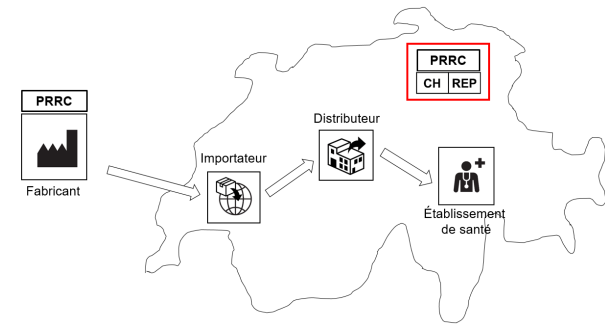 PRRC
CH REP
PRRC
Distributeur
Importateur
Fabricant
Établissement
de santé